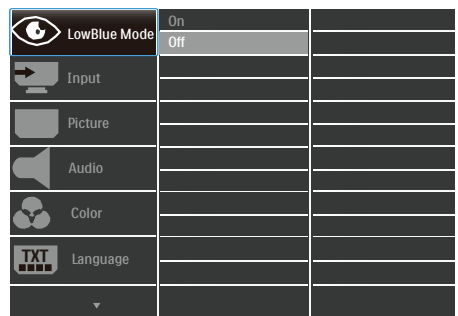 LowBlue Mode
On
Off
Input
Picture
Audio
Color
TXT
Language